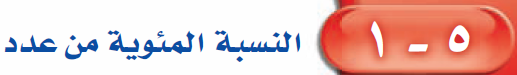 ٥ - ١ النسبة المئوية من عدد